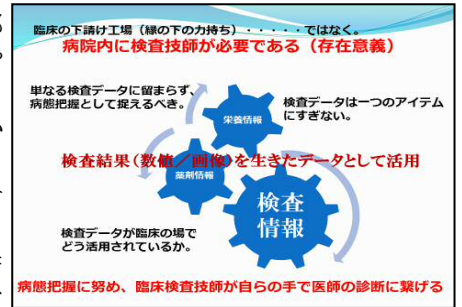 臨床の下請け工場（縁の下の力持ち）・・・・・ではなく。
病院内に検査技師が必要である（存在意義）
単なる検査データに留まらず、
病態把握として捉えるべき。
栄養情報
検査データは一つのアイテム
にすぎない。
検査結果（数値／画像）を生きたデータとして活用
薬剤情報
検査
情報
検査データが臨床の場で
どう活用されているか。
病態把握に努め、臨床検査技師が自らの手で医師の診断に繋げる